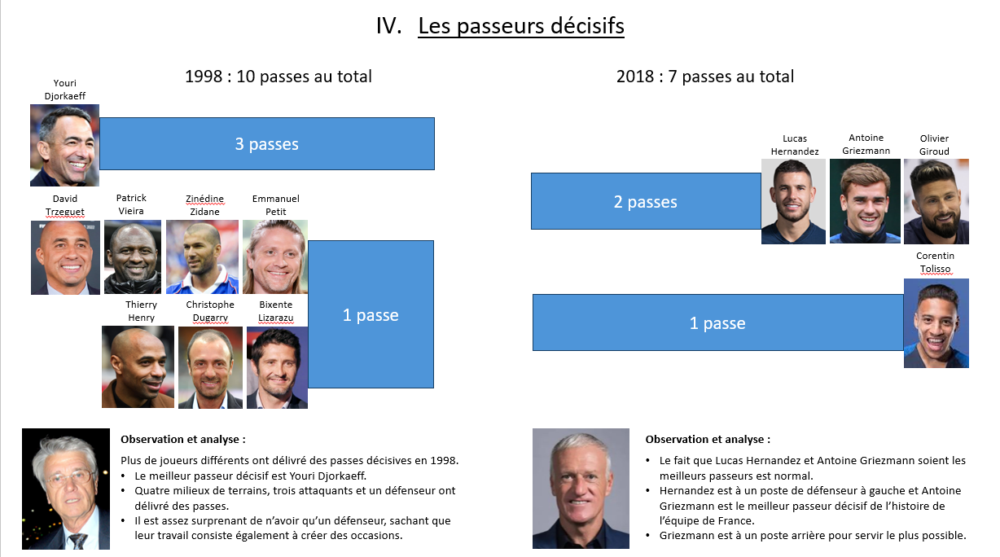 IV. Les passeurs décisifs
1998 : 10 passes au total
Youri
Djorkaeff
3 passes
David
Trzeguet
Patrick
Vieira
Zinédine
Zidane
Emmanuel
Petit
Thierry
Henry
Christophe
Dugarry
Bixente
Lizarazu
1 passe
Observation et analyse :
Plus de joueurs différents ont délivré des passes décisives en 1998.
• Le meilleur passeur décisif est Youri Djorkaeff.
• Quatre milieux de terrains, trois attaquants et un défenseur ont
délivré des passes.
• Il est assez surprenant de n’avoir qu’un défenseur, sachant que
leur travail consiste également à créer des occasions.
2018 : 7 passes au total
Lucas
Hernandez
Antoine
Griezmann
Olivier
Giroud
2 passes
Corentin
Tolisso
1 passe
Observation et analyse :
• Le fait que Lucas Hernandez et Antoine Griezmann soient les
meilleurs passeurs est normal.
• Hernandez est à un poste de défenseur à gauche et Antoine
Griezmann est le meilleur passeur décisif de l’histoire de
l’équipe de France.
• Griezmann est à un poste arrière pour servir le plus possible.